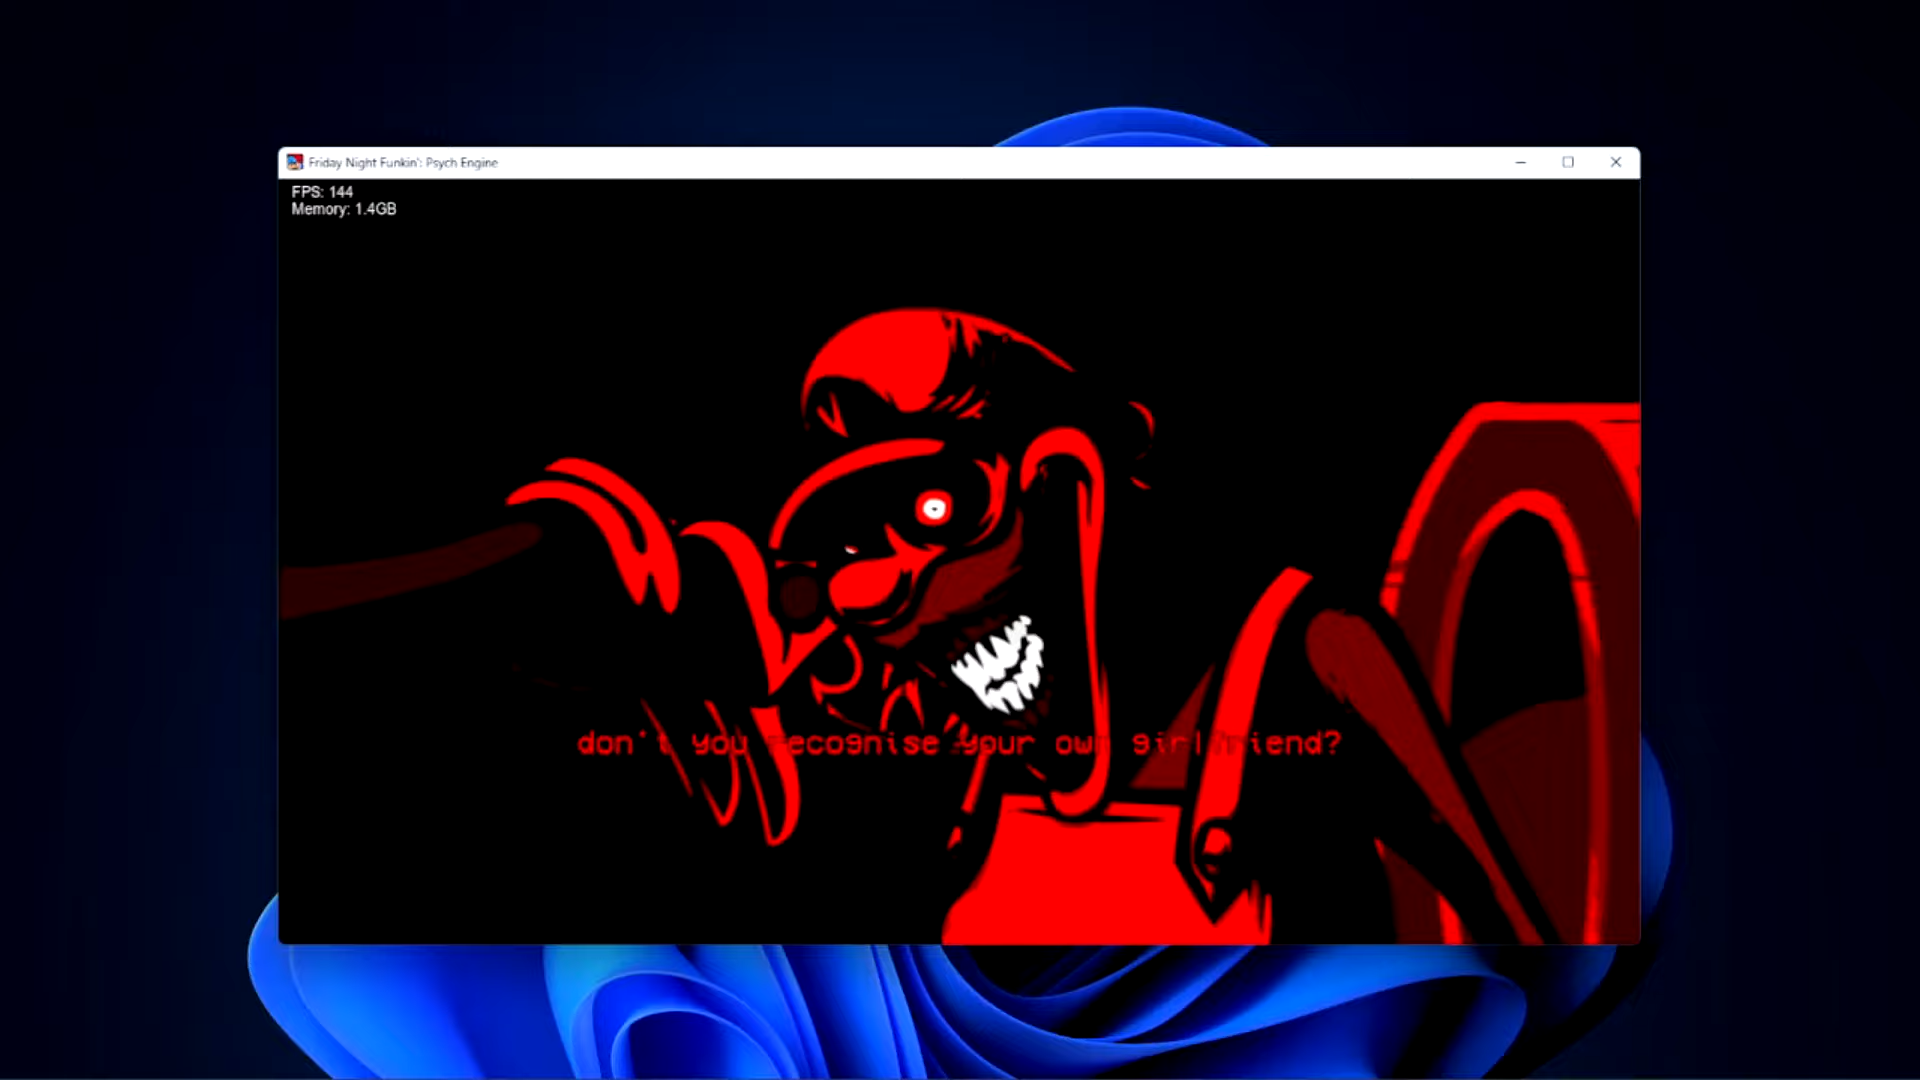 Friday Night Funkin': Psych Engine
FPS: 144
Memory: 1.4GB
don't you recognise your own girlfriend?